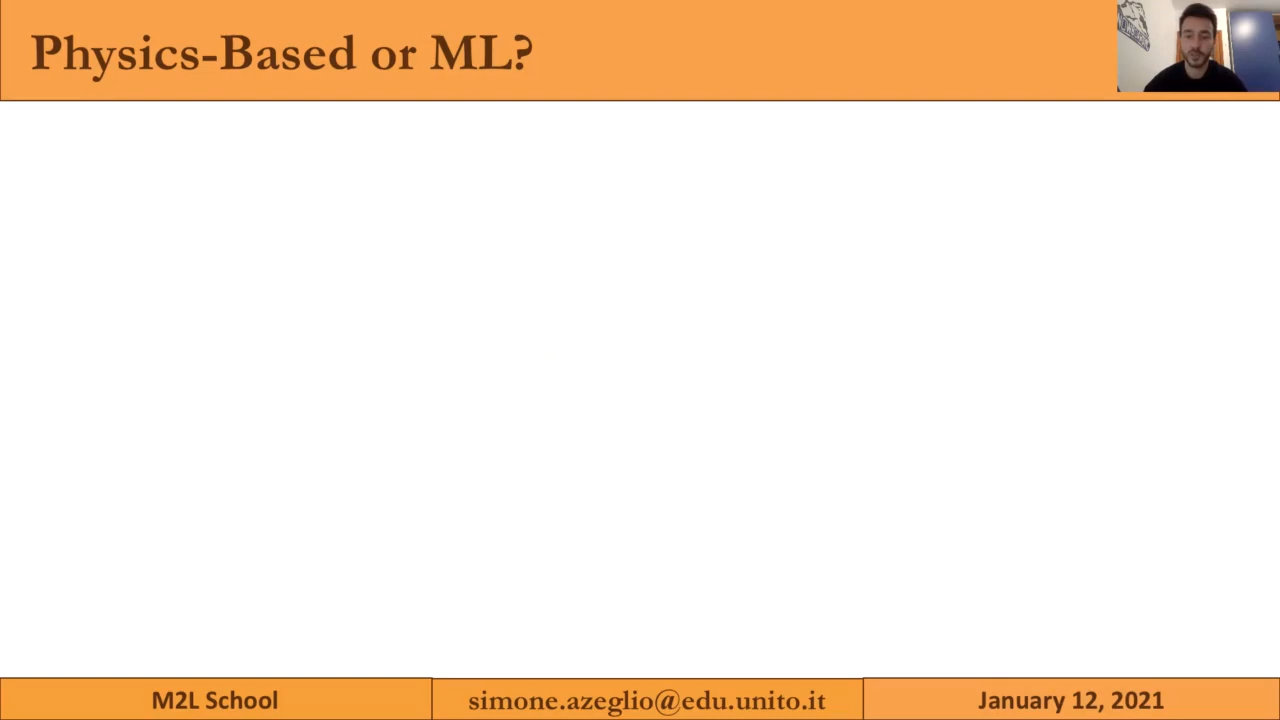 Physics-Based or ML?
M2L School
simone.azeglio@edu.unito.it
January 12, 2021